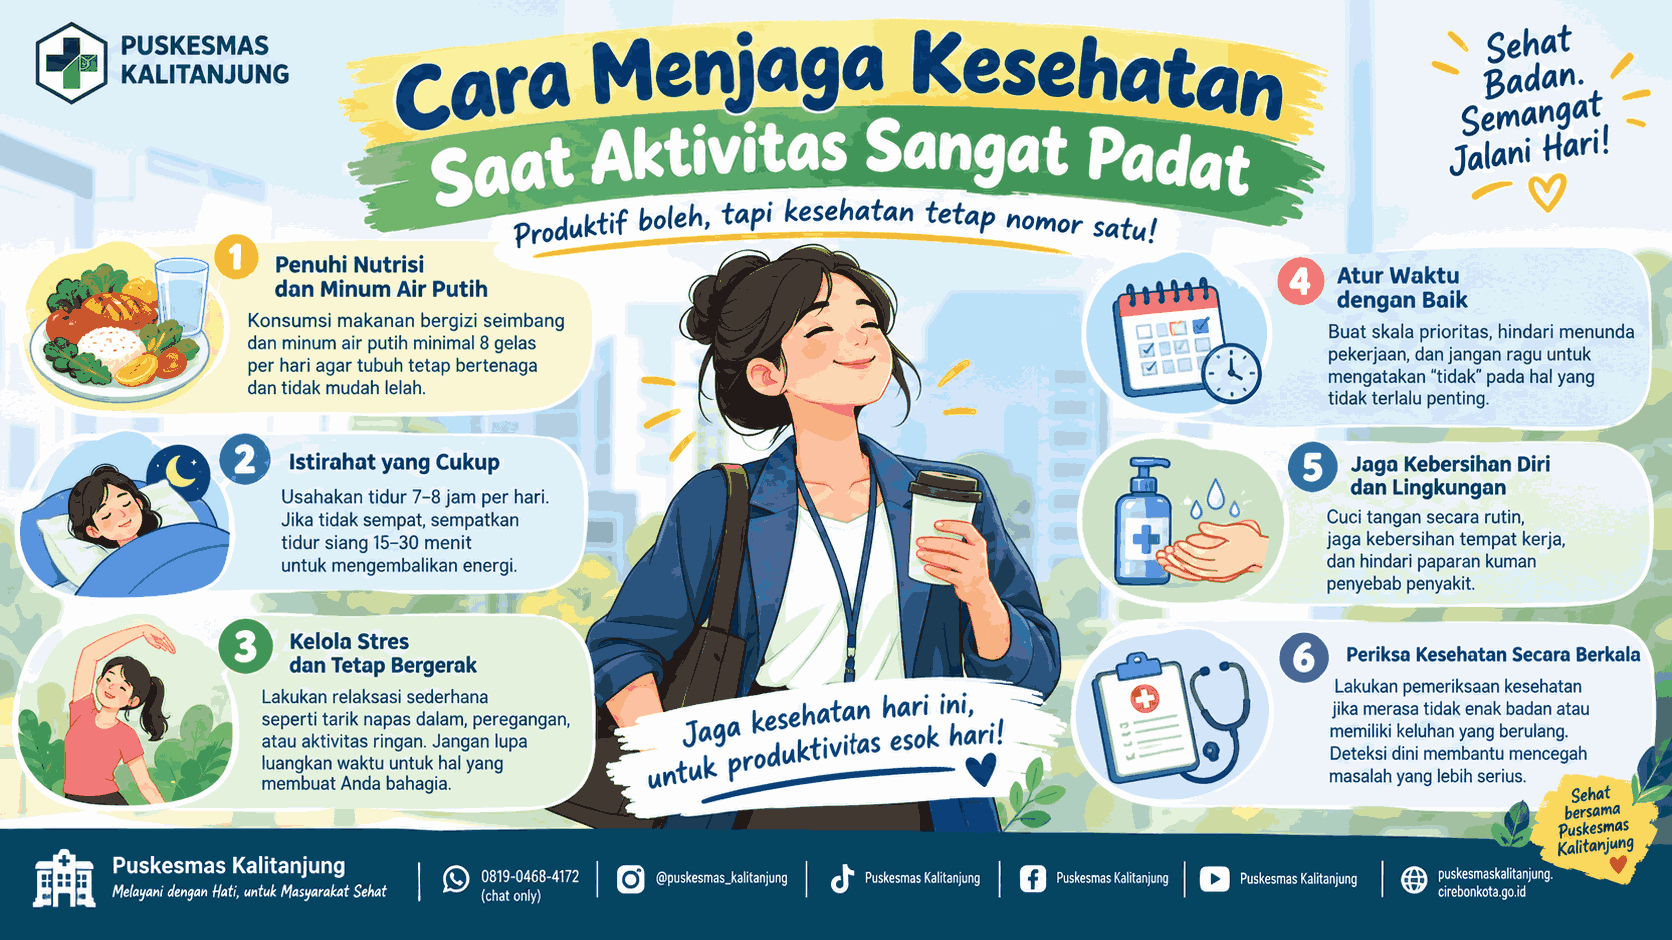 PUSKESMAS
KALITANJUNG
Cara Menjaga Kesehatan
Saat Aktivitas Sangat Padat
Produktif boleh, tapi kesehatan tetap nomor satu!
Sehat
Badan.
Semangat
Jalani Hari!
1
Penuhi Nutrisi
dan Minum Air Putih
Konsumsi makanan bergizi seimbang
dan minum air putih minimal 8 gelas
per hari agar tubuh tetap bertenaga
dan tidak mudah lelah.
2
Istirahat yang Cukup
Usahakan tidur 7–8 jam per hari.
Jika tidak sempat, sempatkan
tidur siang 15–30 menit
untuk mengembalikan energi.
3
Kelola Stres
dan Tetap Bergerak
Lakukan relaksasi sederhana
seperti tarik napas dalam, peregangan,
atau aktivitas ringan. Jangan lupa
luangkan waktu untuk hal yang
membuat Anda bahagia.
4
Atur Waktu
dengan Baik
Buat skala prioritas, hindari menunda
pekerjaan, dan jangan ragu untuk
mengatakan “tidak” pada hal yang
tidak terlalu penting.
5
Jaga Kebersihan Diri
dan Lingkungan
Cuci tangan secara rutin,
jaga kebersihan tempat kerja,
dan hindari paparan kuman
penyebab penyakit.
6
Periksa Kesehatan Secara Berkala
Lakukan pemeriksaan kesehatan
jika merasa tidak enak badan atau
memiliki keluhan yang berulang.
Deteksi dini membantu mencegah
masalah yang lebih serius.
Jaga kesehatan hari ini,
untuk produktivitas esok hari!
Sehat
bersama
Puskesmas
Kalitanjung
Puskesmas Kalitanjung
Melayani dengan Hati, untuk Masyarakat Sehat
0819-0468-4172
(chat only)
@puskesmas_kalitanjung
Puskesmas Kalitanjung
Puskesmas Kalitanjung
Puskesmas Kalitanjung
puskesmaskalitanjung.
cirebonkota.go.id